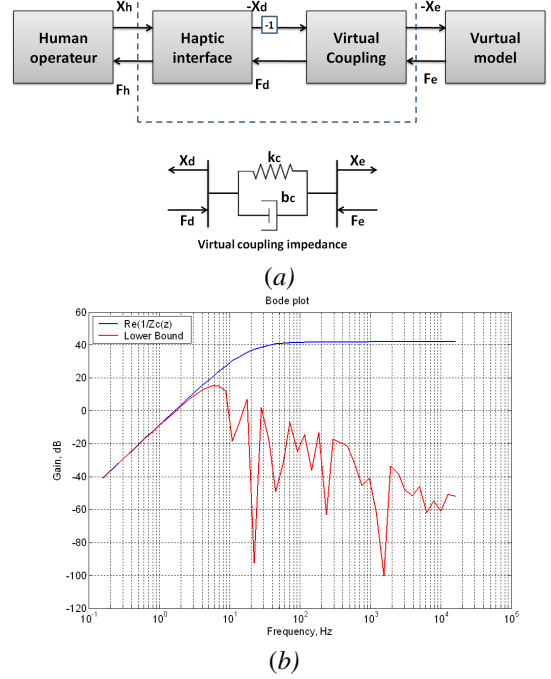 Xh
-Xd
-Xe
-1
Human operateur
Haptic interface
Virtual Coupling
Vurtual model
Fh
Fd
Fe
Xd
kc
Xe
bc
Fd
Fe
Virtual coupling impedance
(a)
Bode plot
Re(1/Zc(z)
Lower Bound
Gain, dB
60
40
20
0
-20
-40
-60
-80
-100
-120
10-1
100
101
102
103
104
105
Frequency, Hz
(b)